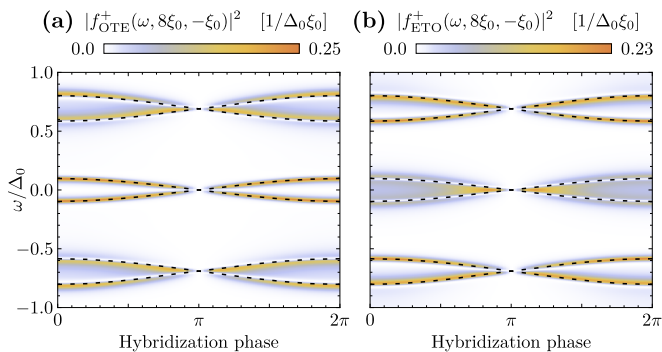 (a) |f⁺_OTE(ω, 8ξ₀, −ξ₀)|² [1/Δ₀ξ₀]
0.0 0.25
(b) |f⁺_ETO(ω, 8ξ₀, −ξ₀)|² [1/Δ₀ξ₀]
0.0 0.23
1.0
0.5
0.0
−0.5
−1.0
ω/Δ₀
0 π 2π
Hybridization phase
0 π 2π
Hybridization phase